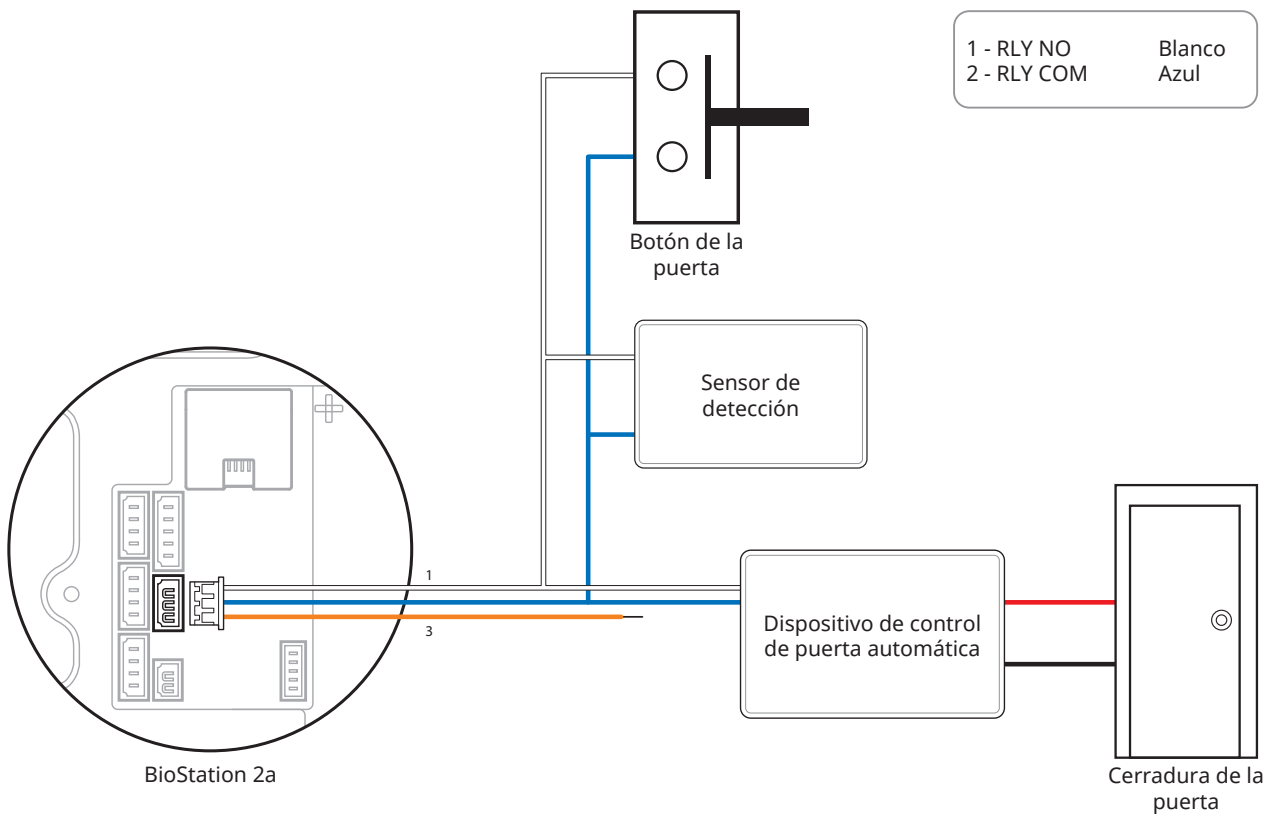 1 - RLY NO Blanco
2 - RLY COM Azul
Botón de la
puerta
Sensor de
detección
1
3
Dispositivo de control
de puerta automática
BioStation 2a
Cerradura de la
puerta